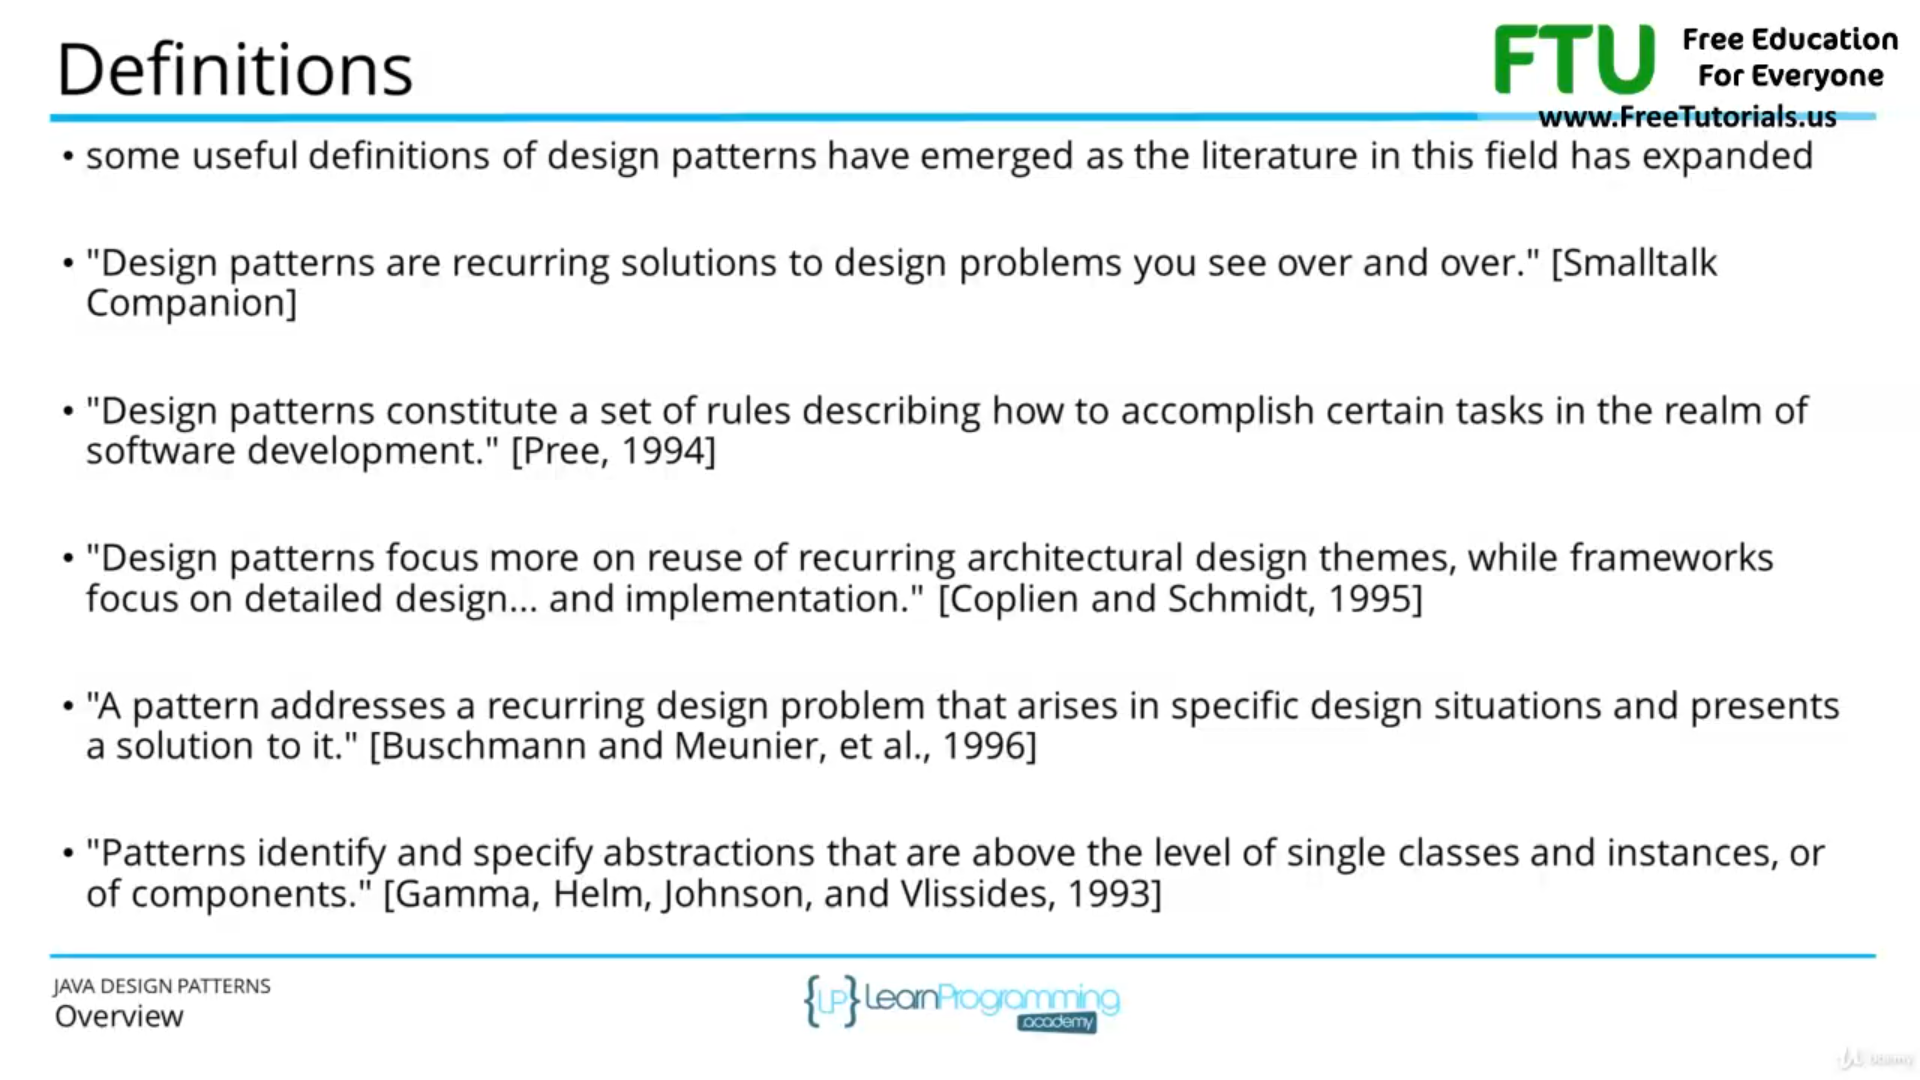 Definitions
FTU Free Education
For Everyone
www.FreeTutorials.us
• some useful definitions of design patterns have emerged as the literature in this field has expanded
• "Design patterns are recurring solutions to design problems you see over and over." [Smalltalk
Companion]
• "Design patterns constitute a set of rules describing how to accomplish certain tasks in the realm of
software development." [Pree, 1994]
• "Design patterns focus more on reuse of recurring architectural design themes, while frameworks
focus on detailed design... and implementation." [Coplien and Schmidt, 1995]
• "A pattern addresses a recurring design problem that arises in specific design situations and presents
a solution to it." [Buschmann and Meunier, et al., 1996]
• "Patterns identify and specify abstractions that are above the level of single classes and instances, or
of components." [Gamma, Helm, Johnson, and Vlissides, 1993]
JAVA DESIGN PATTERNS
Overview
{LP} LearnProgramming
.academy
Udemy